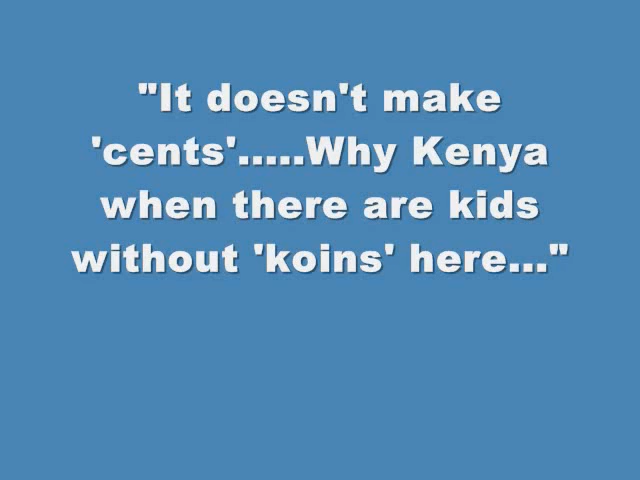 "It doesn't make
'cents'.....Why Kenya
when there are kids
without 'koins' here..."